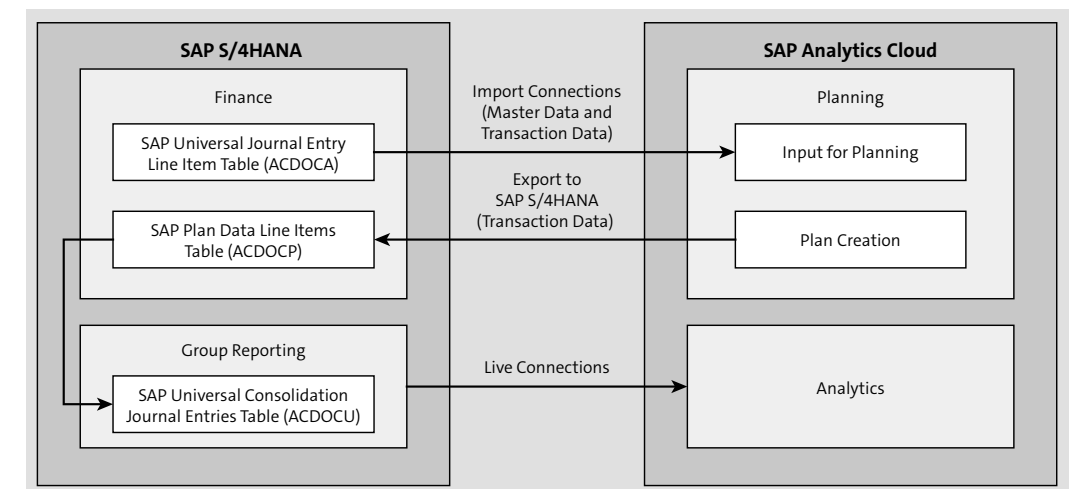 SAP S/4HANA
Finance
SAP Universal Journal Entry
Line Item Table (ACDOCA)
SAP Plan Data Line Items
Table (ACDOCP)
Group Reporting
SAP Universal Consolidation
Journal Entries Table (ACDOCU)
Import Connections
(Master Data and
Transaction Data)
Export to
SAP S/4HANA
(Transaction Data)
Live Connections
SAP Analytics Cloud
Planning
Input for Planning
Plan Creation
Analytics